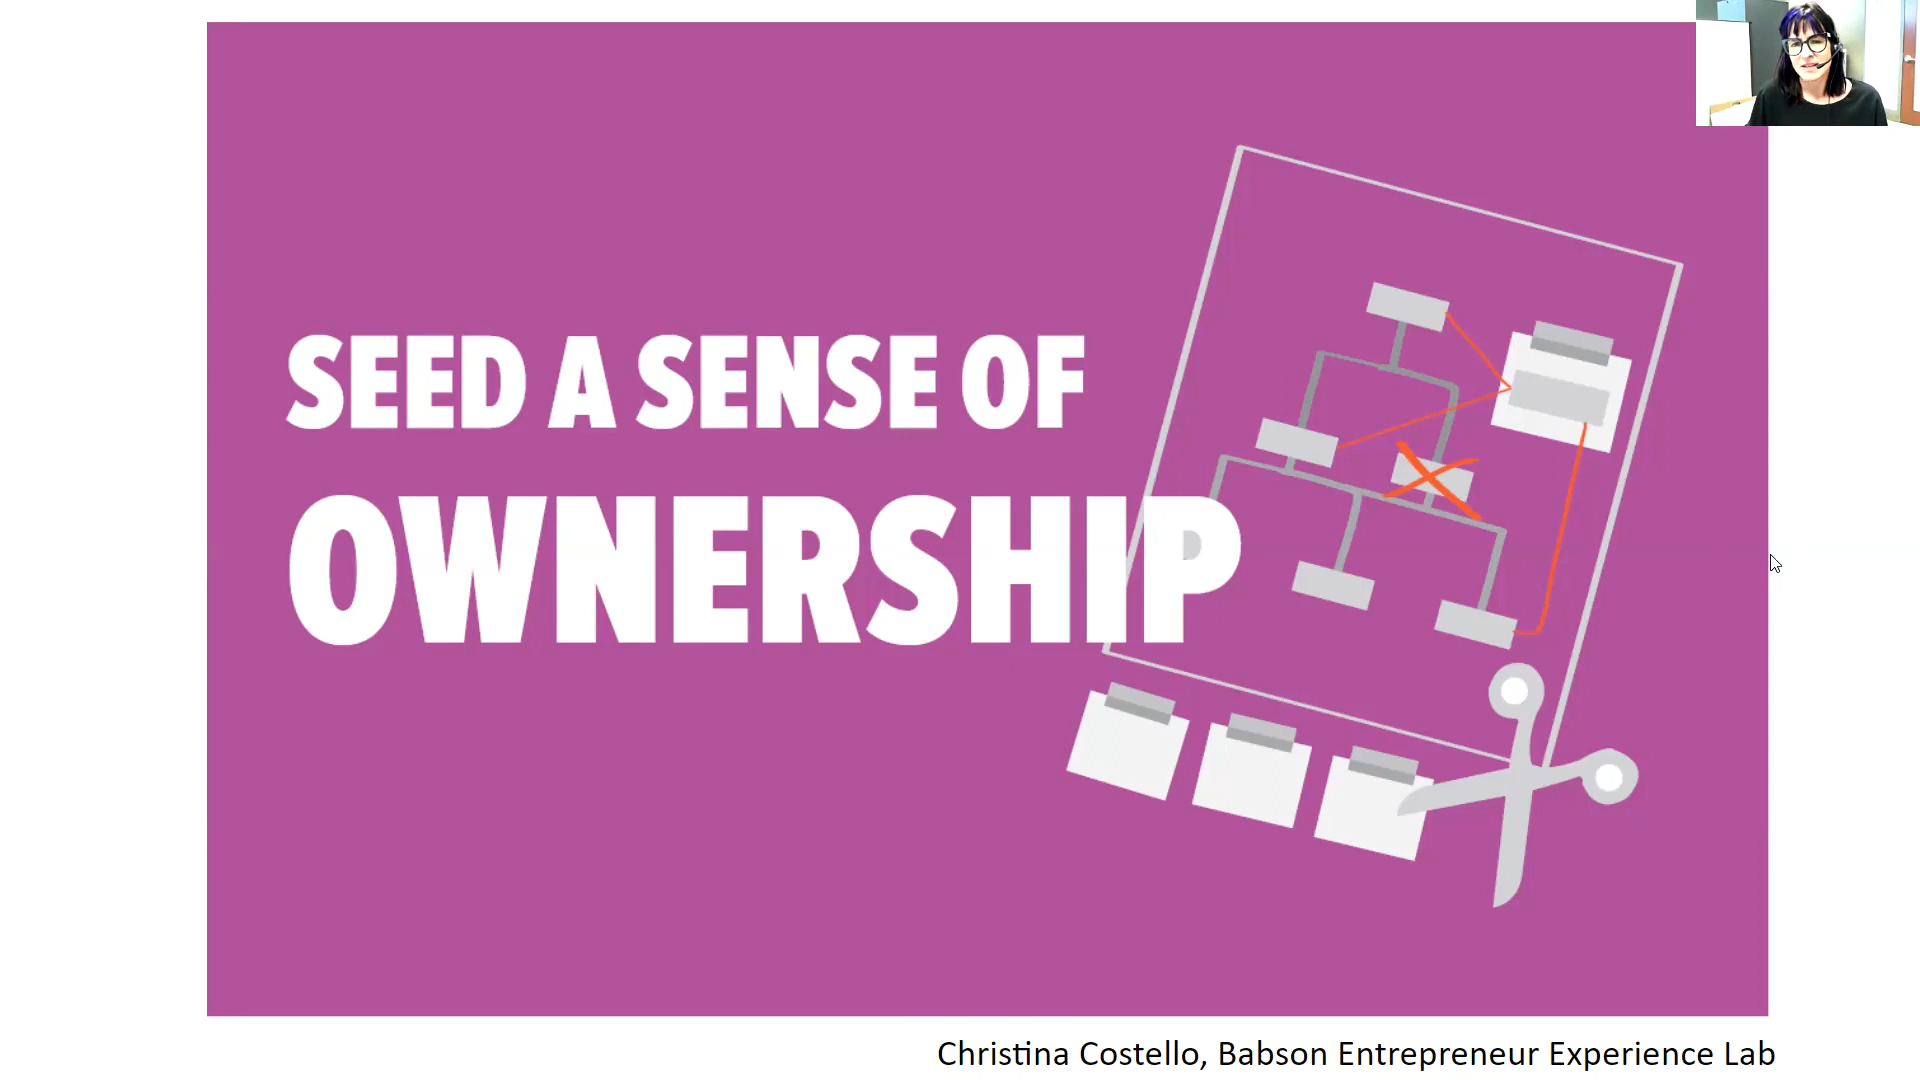 SEED A SENSE OF
OWNERSHIP
Christina Costello, Babson Entrepreneur Experience Lab